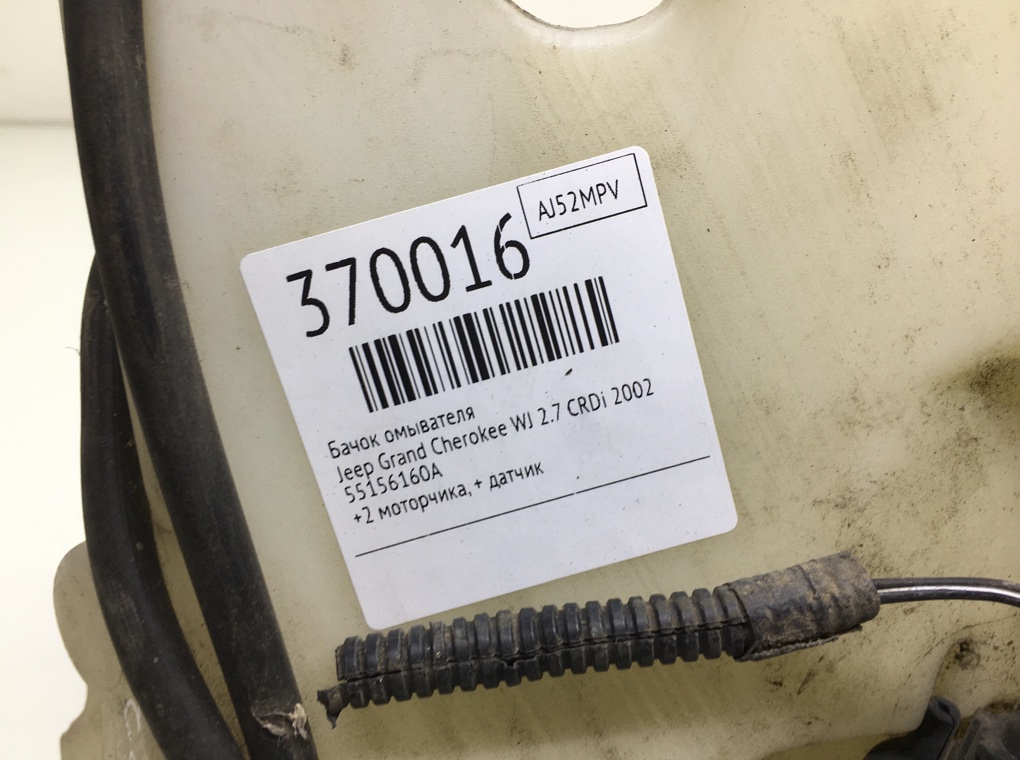 AJ52MPV
370016
Бачок омывателя
Jeep Grand Cherokee WJ 2.7 CRDi 2002
55156160A
+2 моторчика, + датчик